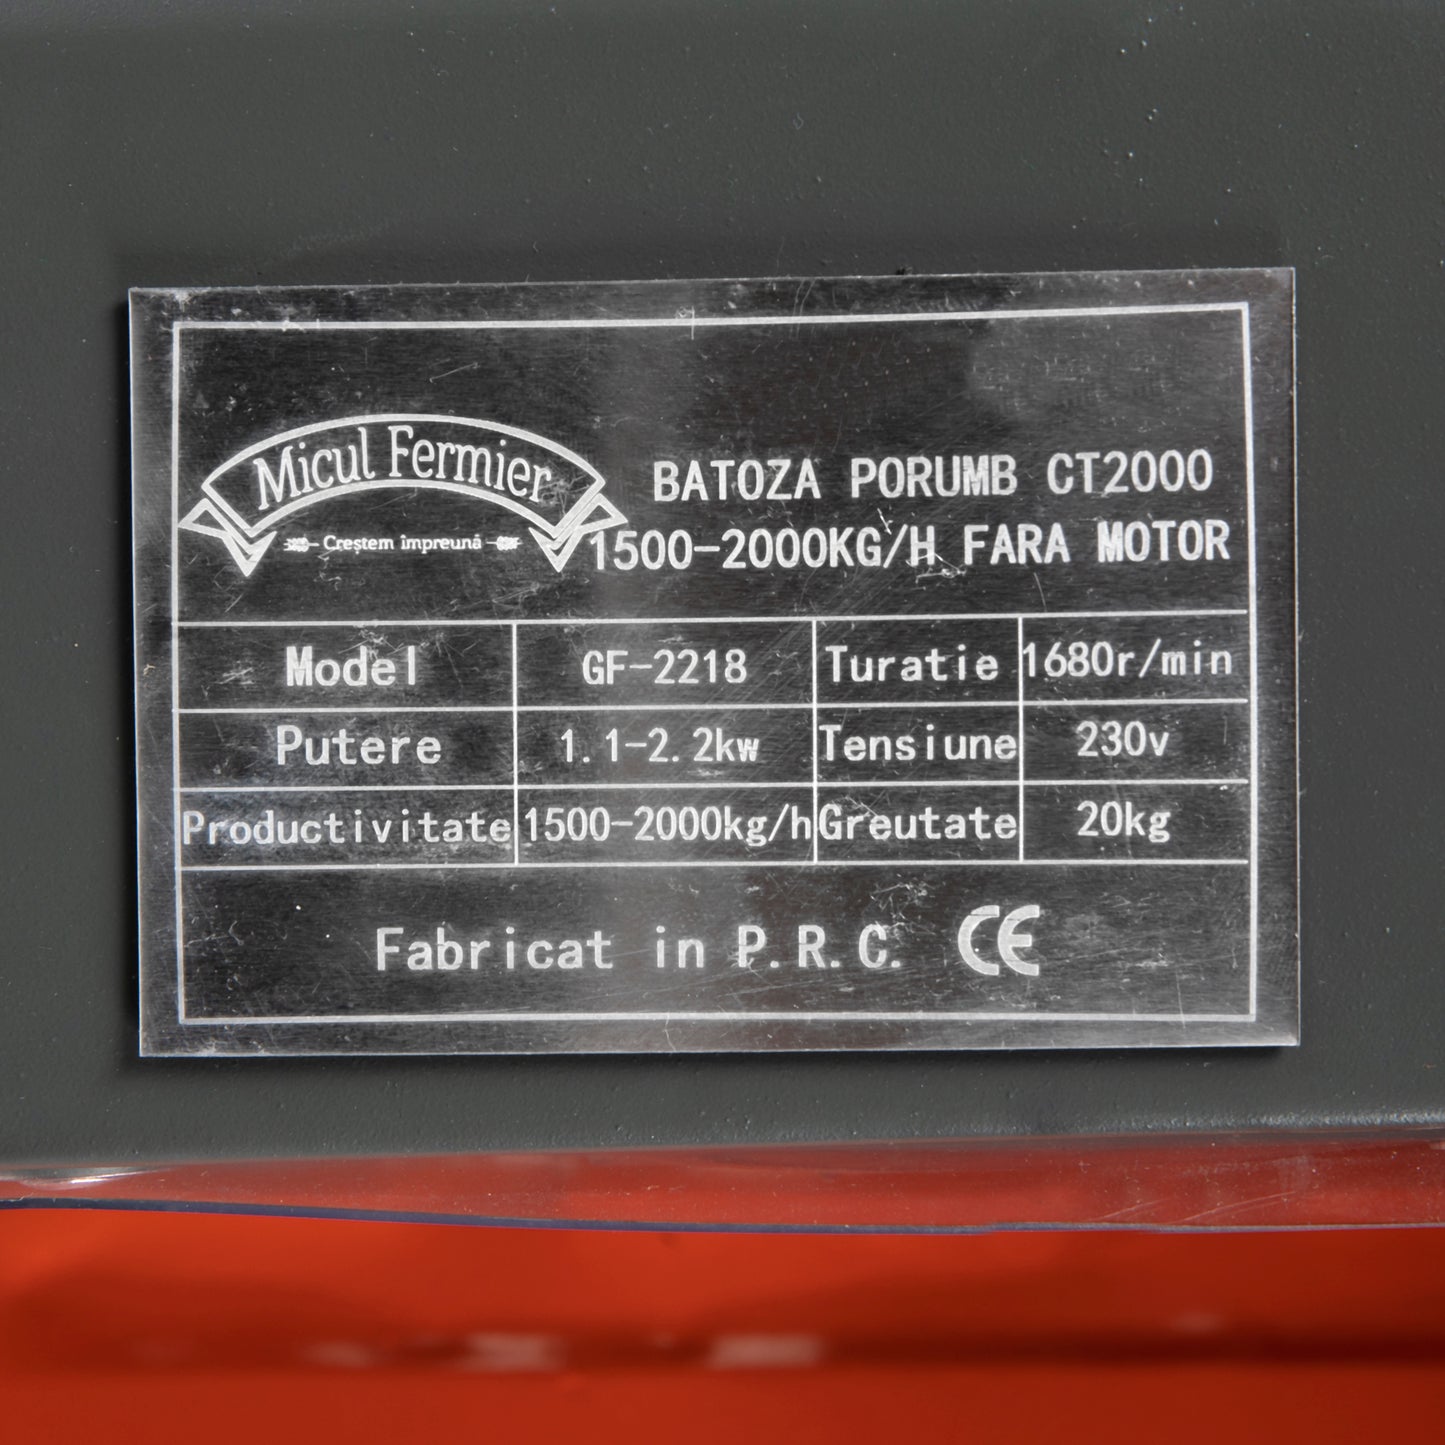 Micul Fermier
Creștem împreună
BATOZA PORUMB CT2000
1500-2000KG/H FARA MOTOR
Model GF-2218 Turatie 1680r/min
Putere 1.1-2.2kw Tensiune 230v
Productivitate 1500-2000kg/h Greutate 20kg
Fabricat in P.R.C. CE